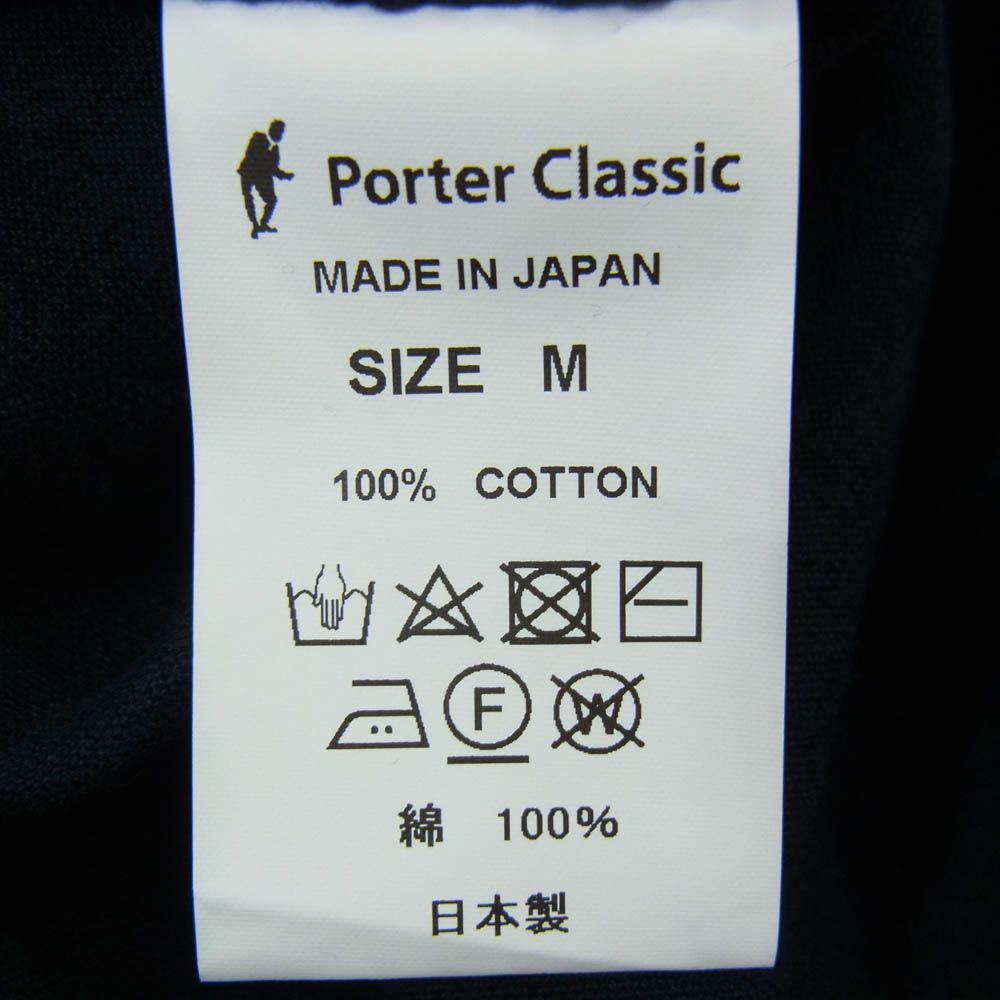 Porter Classic
MADE IN JAPAN
SIZE M
100% COTTON
F W
綿 100%
日本製